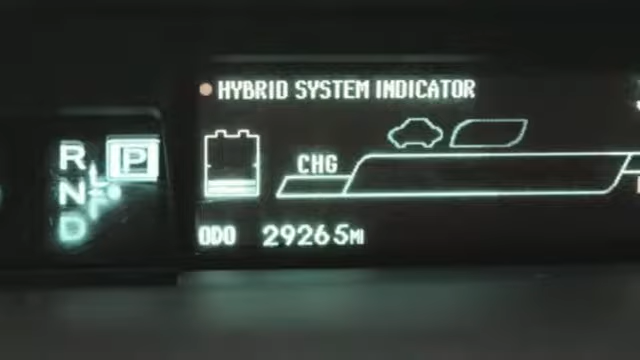 HYBRID SYSTEM INDICATOR
R P
N
D
CHG
ODO 29265MI